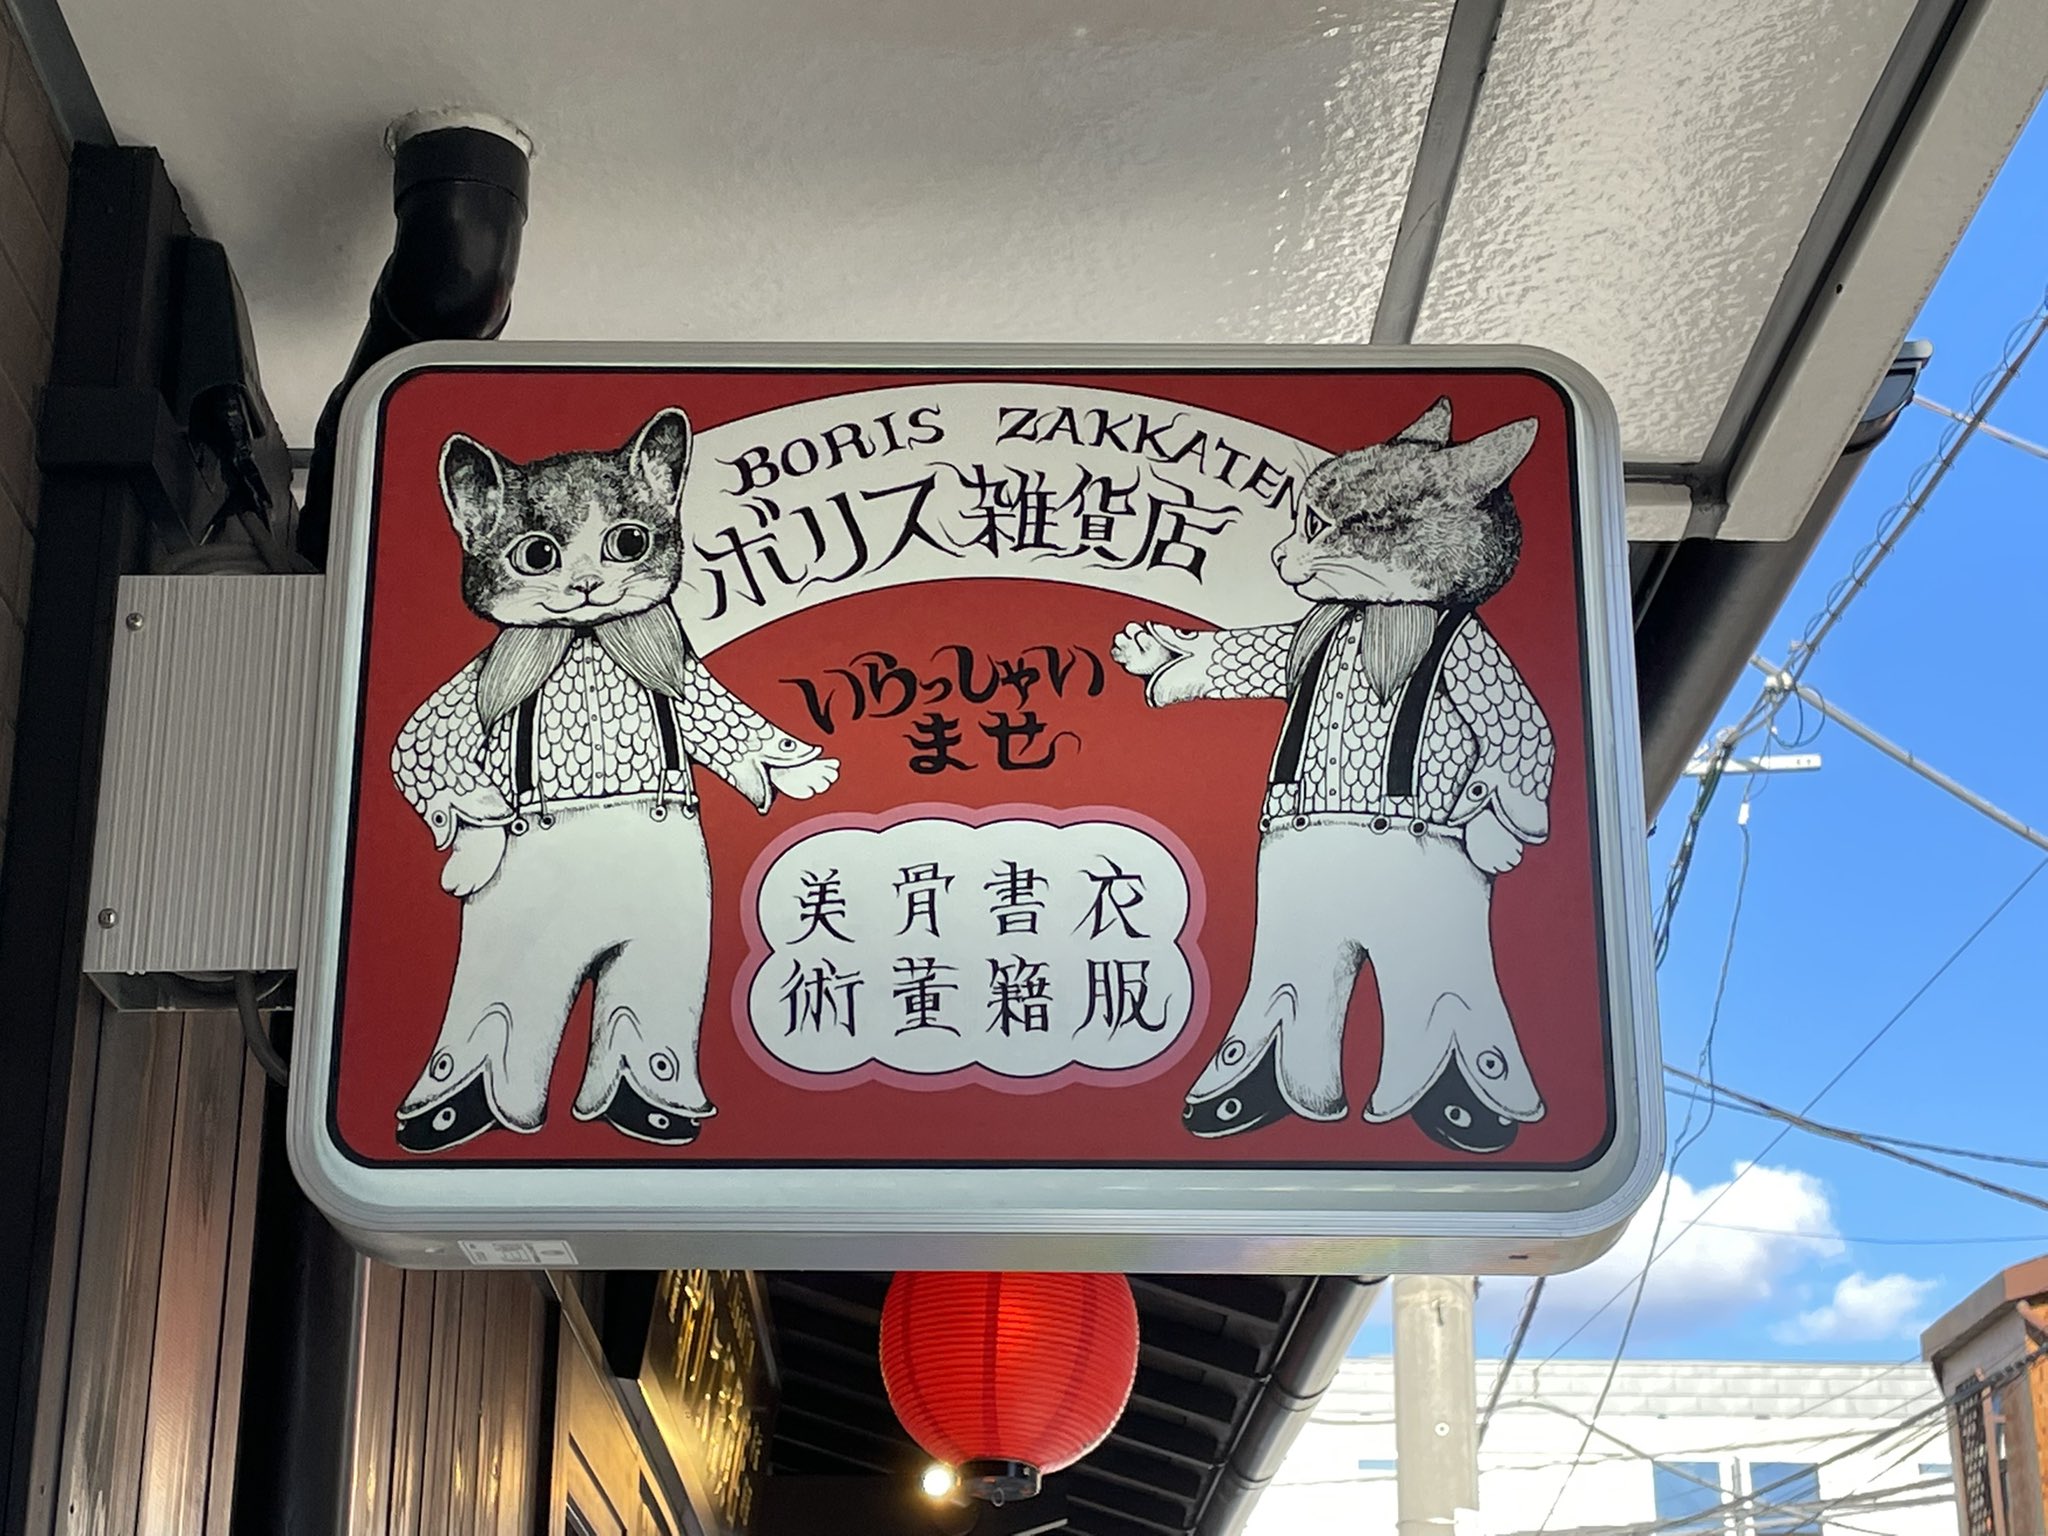 BORIS ZAKKATEN
ボリス雑貨店
いらっしゃい
ませ
衣服
書籍
骨董
美術